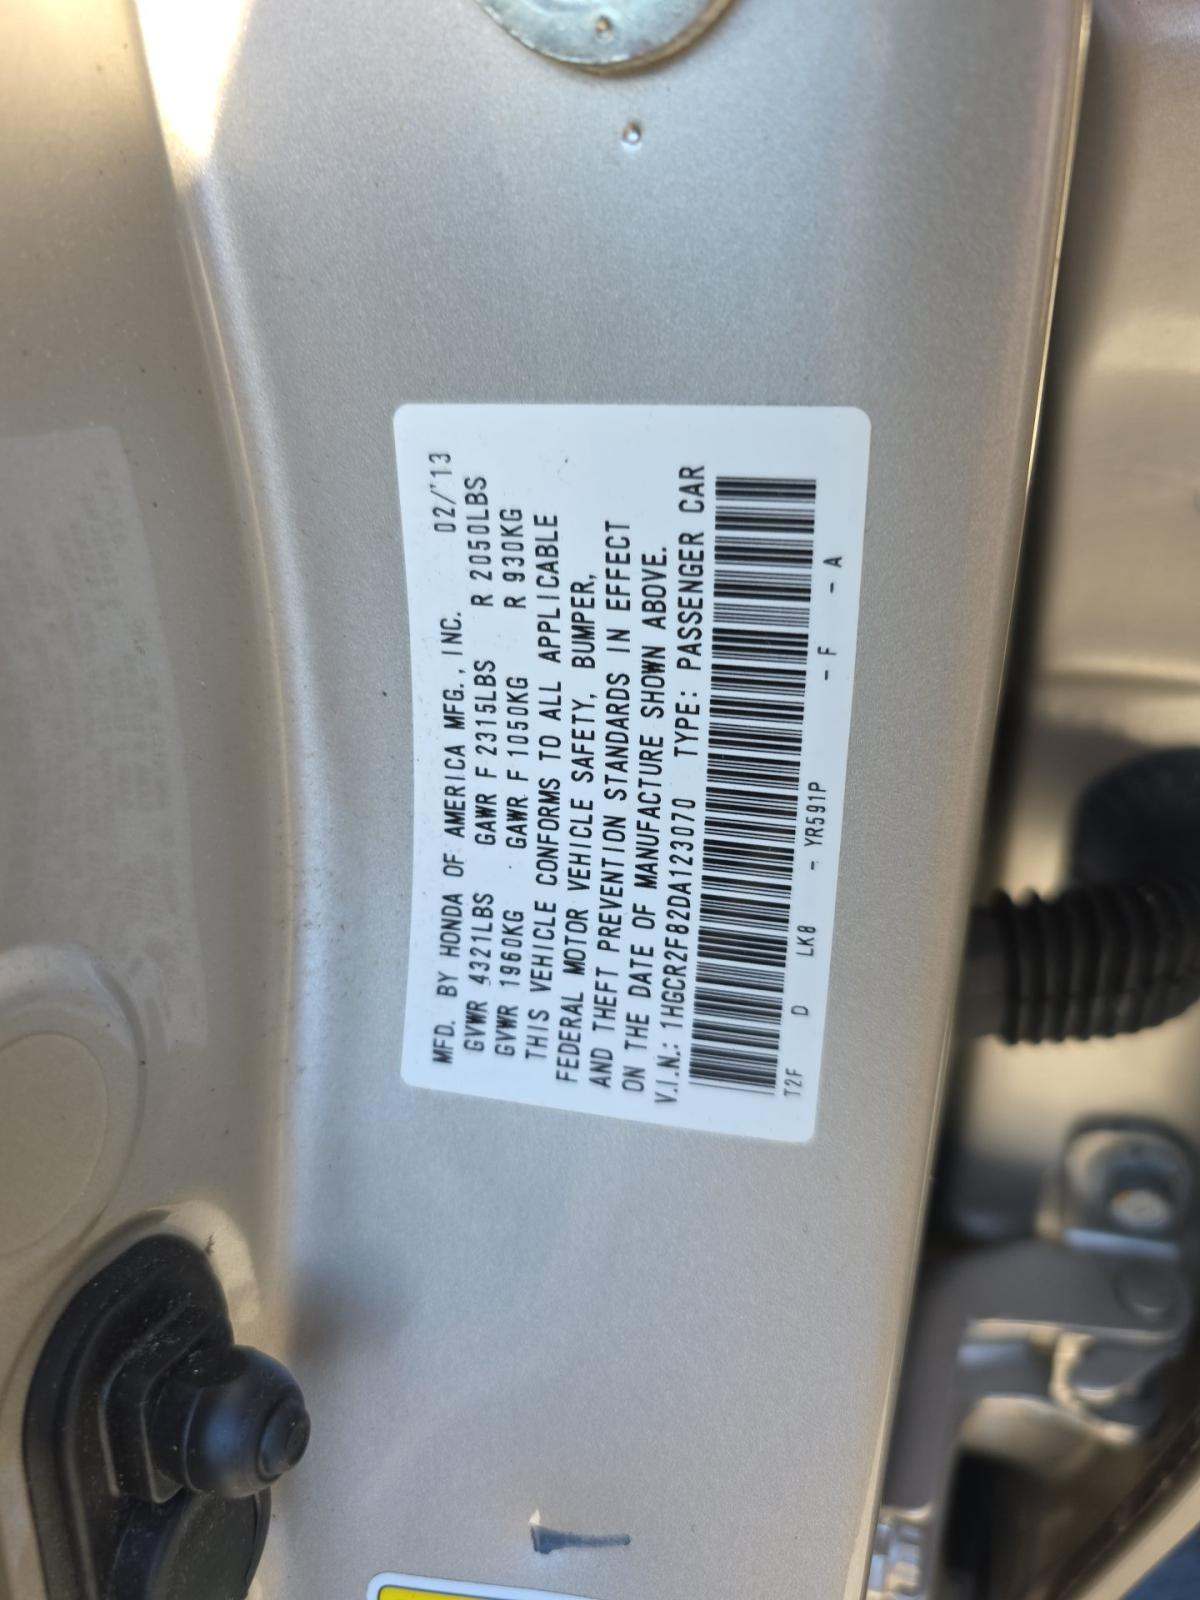 MFD. BY HONDA OF AMERICA MFG., INC. 02/'13
GVWR 4321LBS GAWR F 2315LBS R 2050LBS
GVWR 1960KG GAWR F 1050KG R 930KG
THIS VEHICLE CONFORMS TO ALL APPLICABLE
FEDERAL MOTOR VEHICLE SAFETY, BUMPER,
AND THEFT PREVENTION STANDARDS IN EFFECT
ON THE DATE OF MANUFACTURE SHOWN ABOVE.
V.I.N.: 1HGCR2F82DA123070 TYPE: PASSENGER CAR
T2F D LK8 - YR591P - F - A